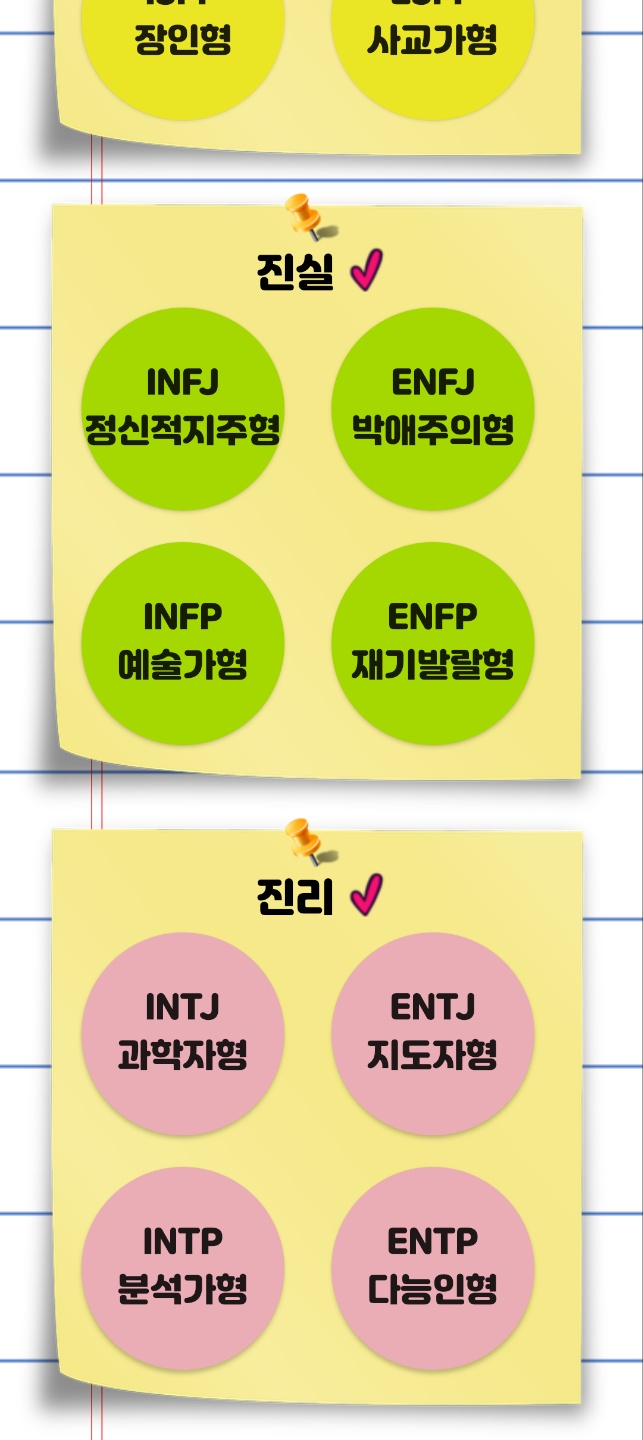 장인형 사교가형
진실
INFJ ENFJ
정신적지주형 박애주의형
INFP ENFP
예술가형 재기발랄형
진리
INTJ ENTJ
과학자형 지도자형
INTP ENTP
분석가형 다능인형